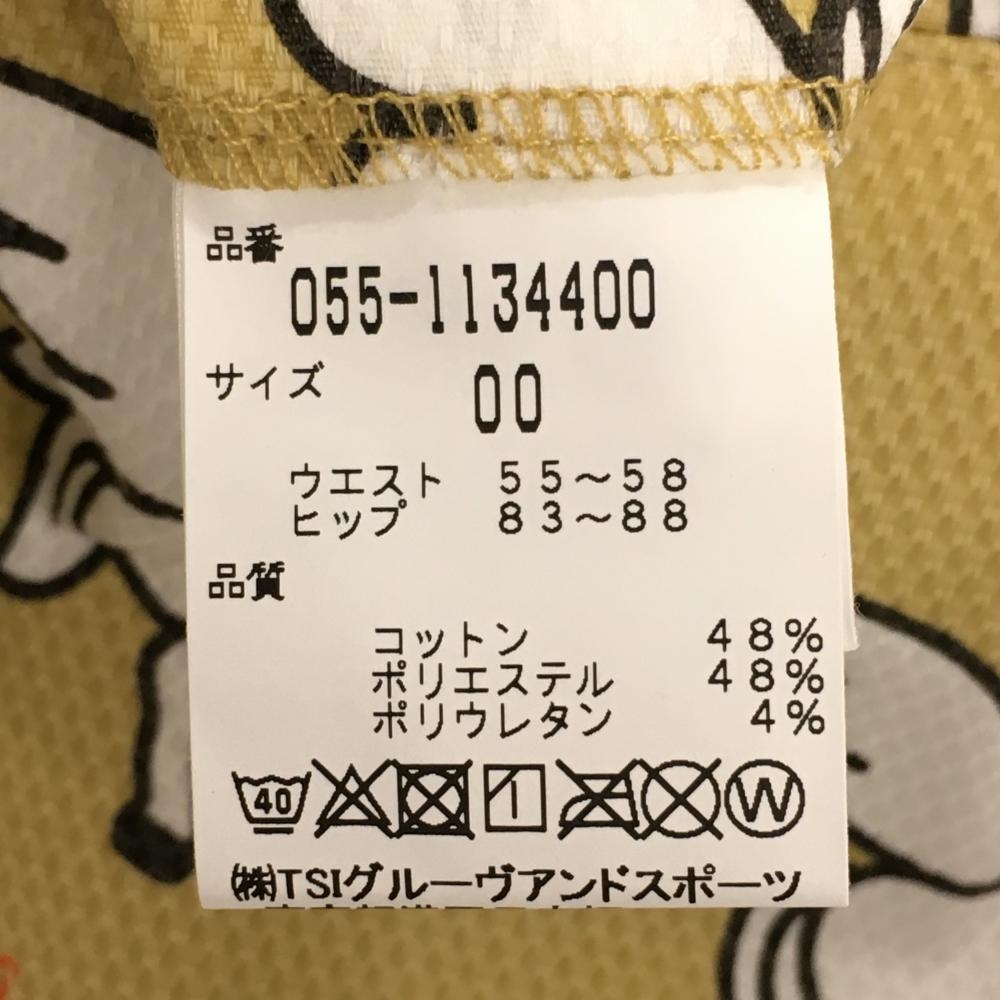 品番
055-1134400
サイズ 00
ウエスト 55〜58
ヒップ 83〜88
品質
コットン 48%
ポリエステル 48%
ポリウレタン 4%
40 W
㈱TSIグルーヴアンドスポーツ